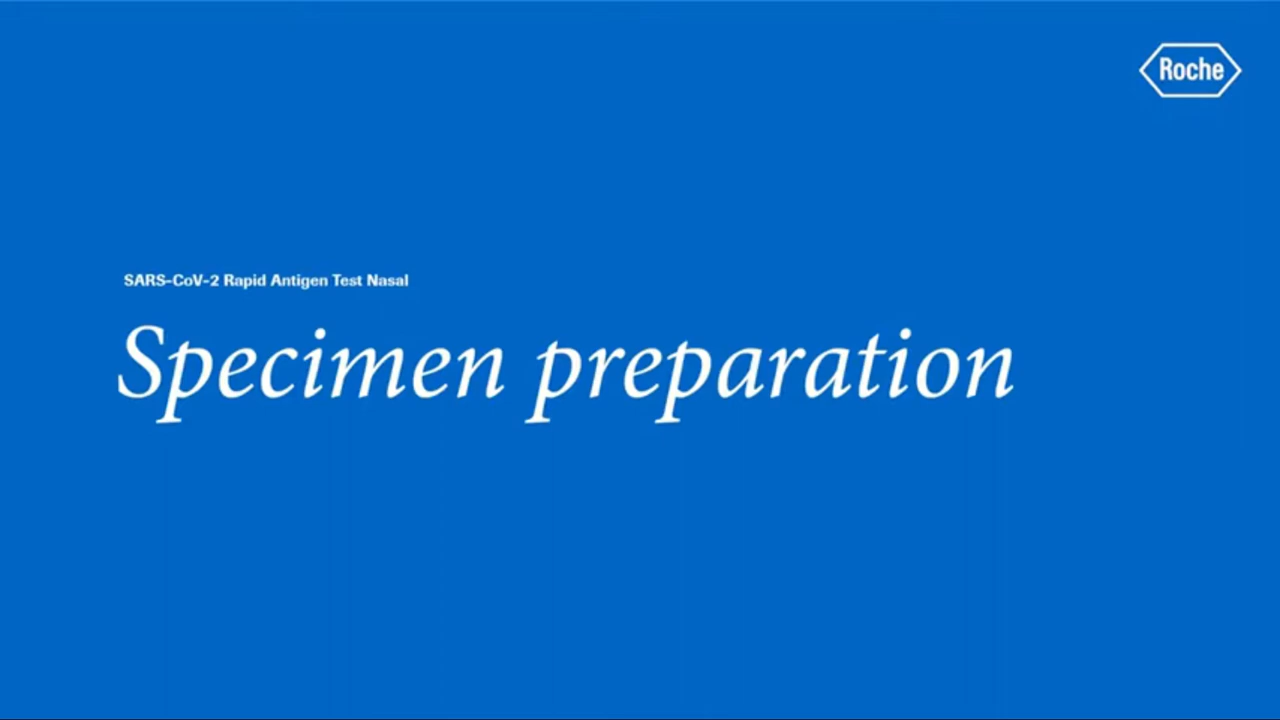 Roche
SARS-CoV-2 Rapid Antigen Test Nasal
Specimen preparation